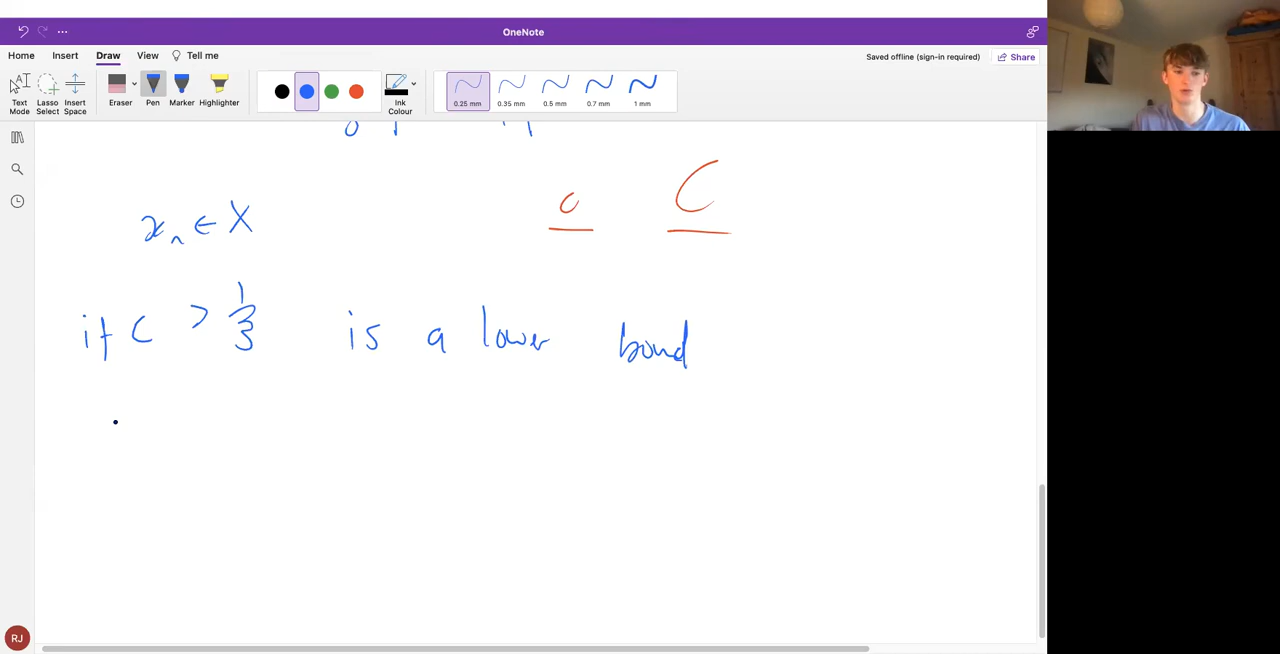 OneNote
Home Insert Draw View Tell me
Saved offline (sign-in required) Share
Text Mode Lasso Select Insert Space Eraser Pen Marker Highlighter Ink Colour 0.25 mm 0.35 mm 0.5 mm 0.7 mm 1 mm
c C
xₙ ∈ X
if C > 1/3 is a lower bond
RJ